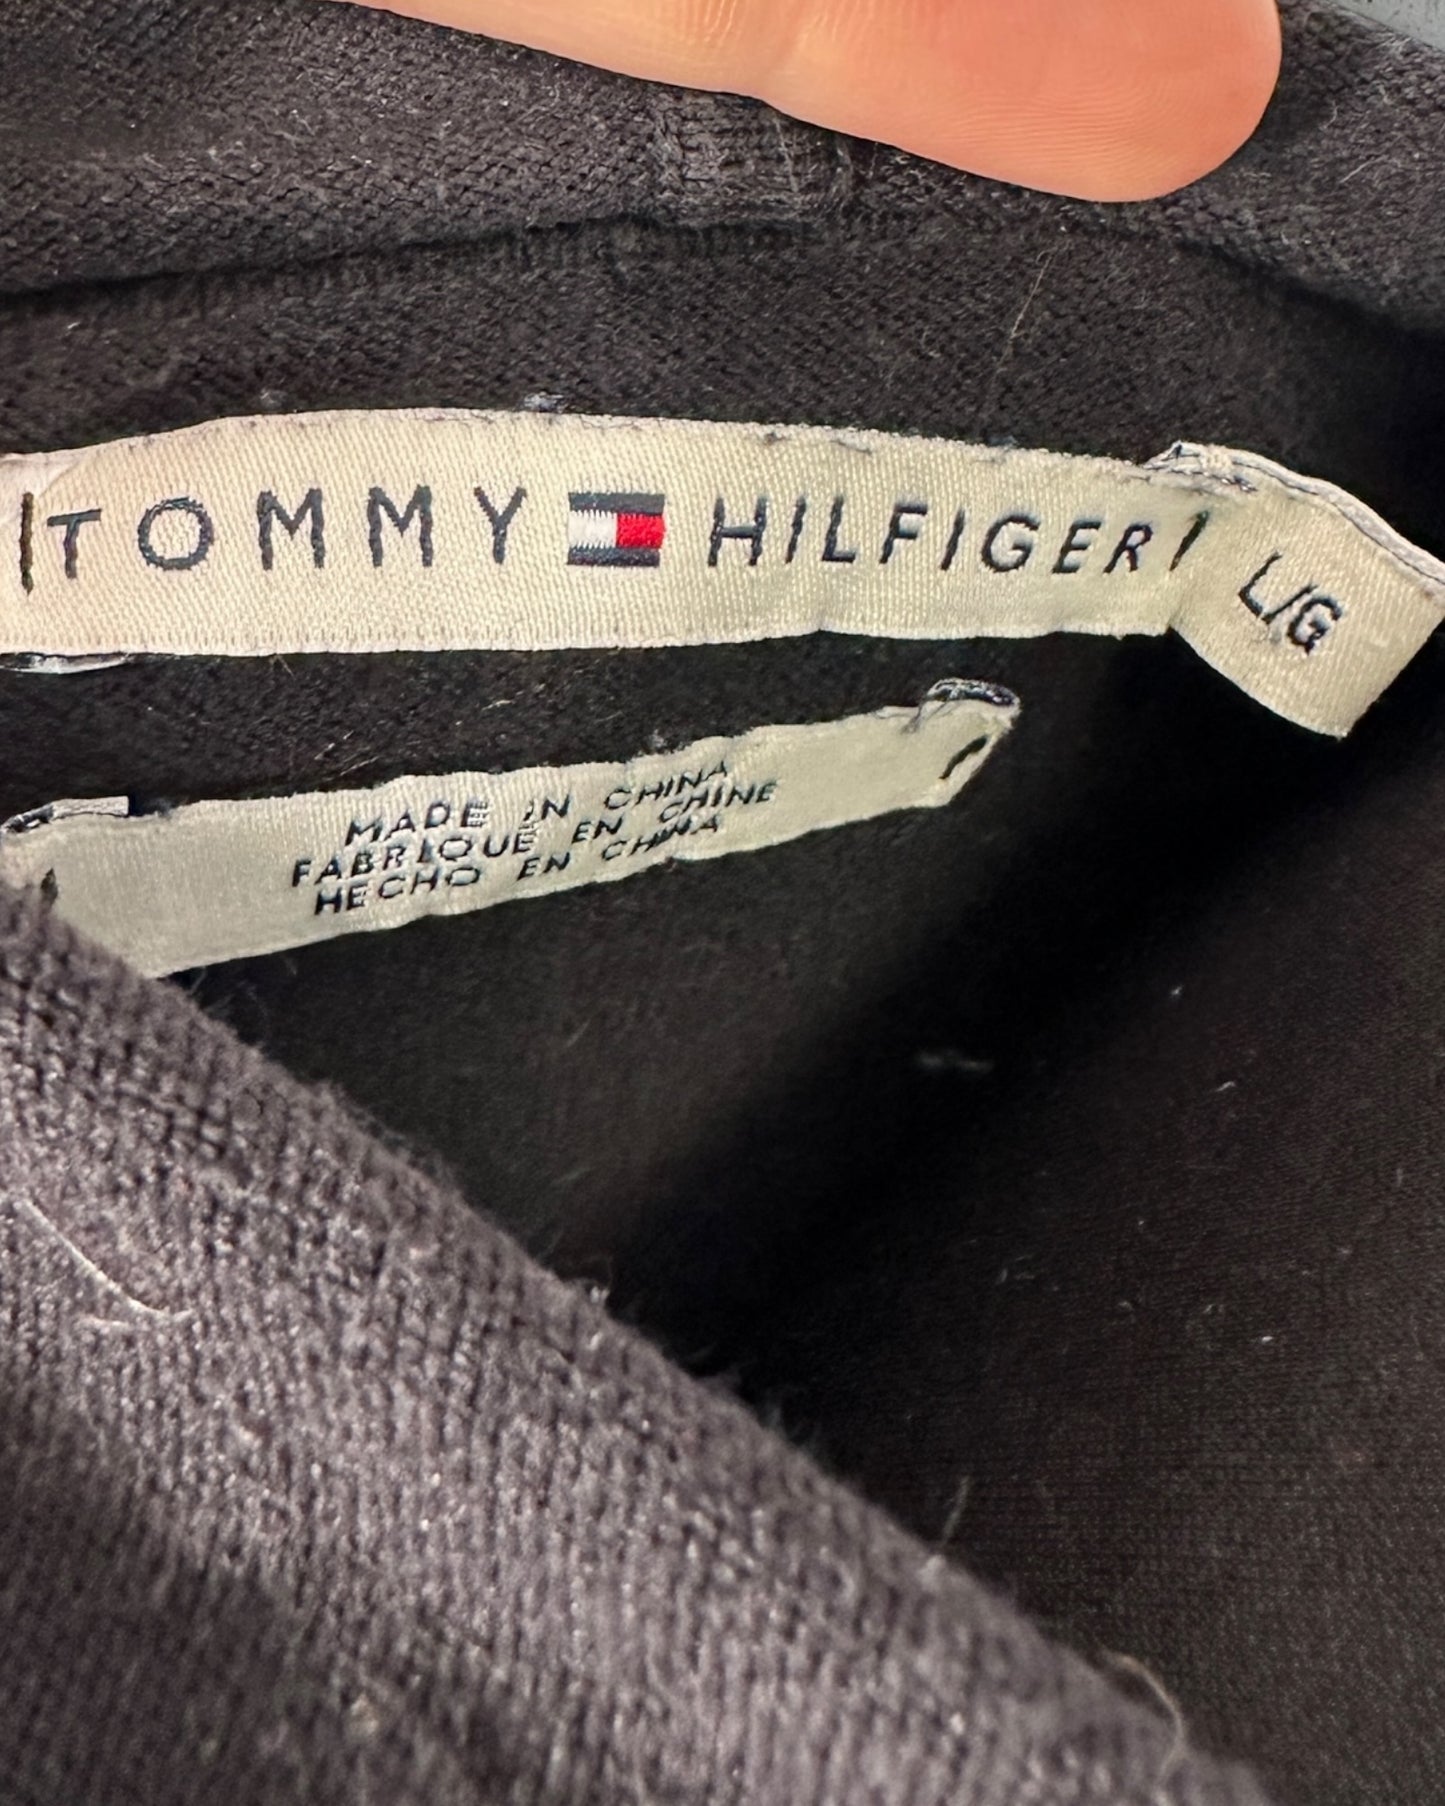 TOMMY HILFIGER
L/G
MADE IN CHINA
FABRIQUE EN CHINE
HECHO EN CHINA